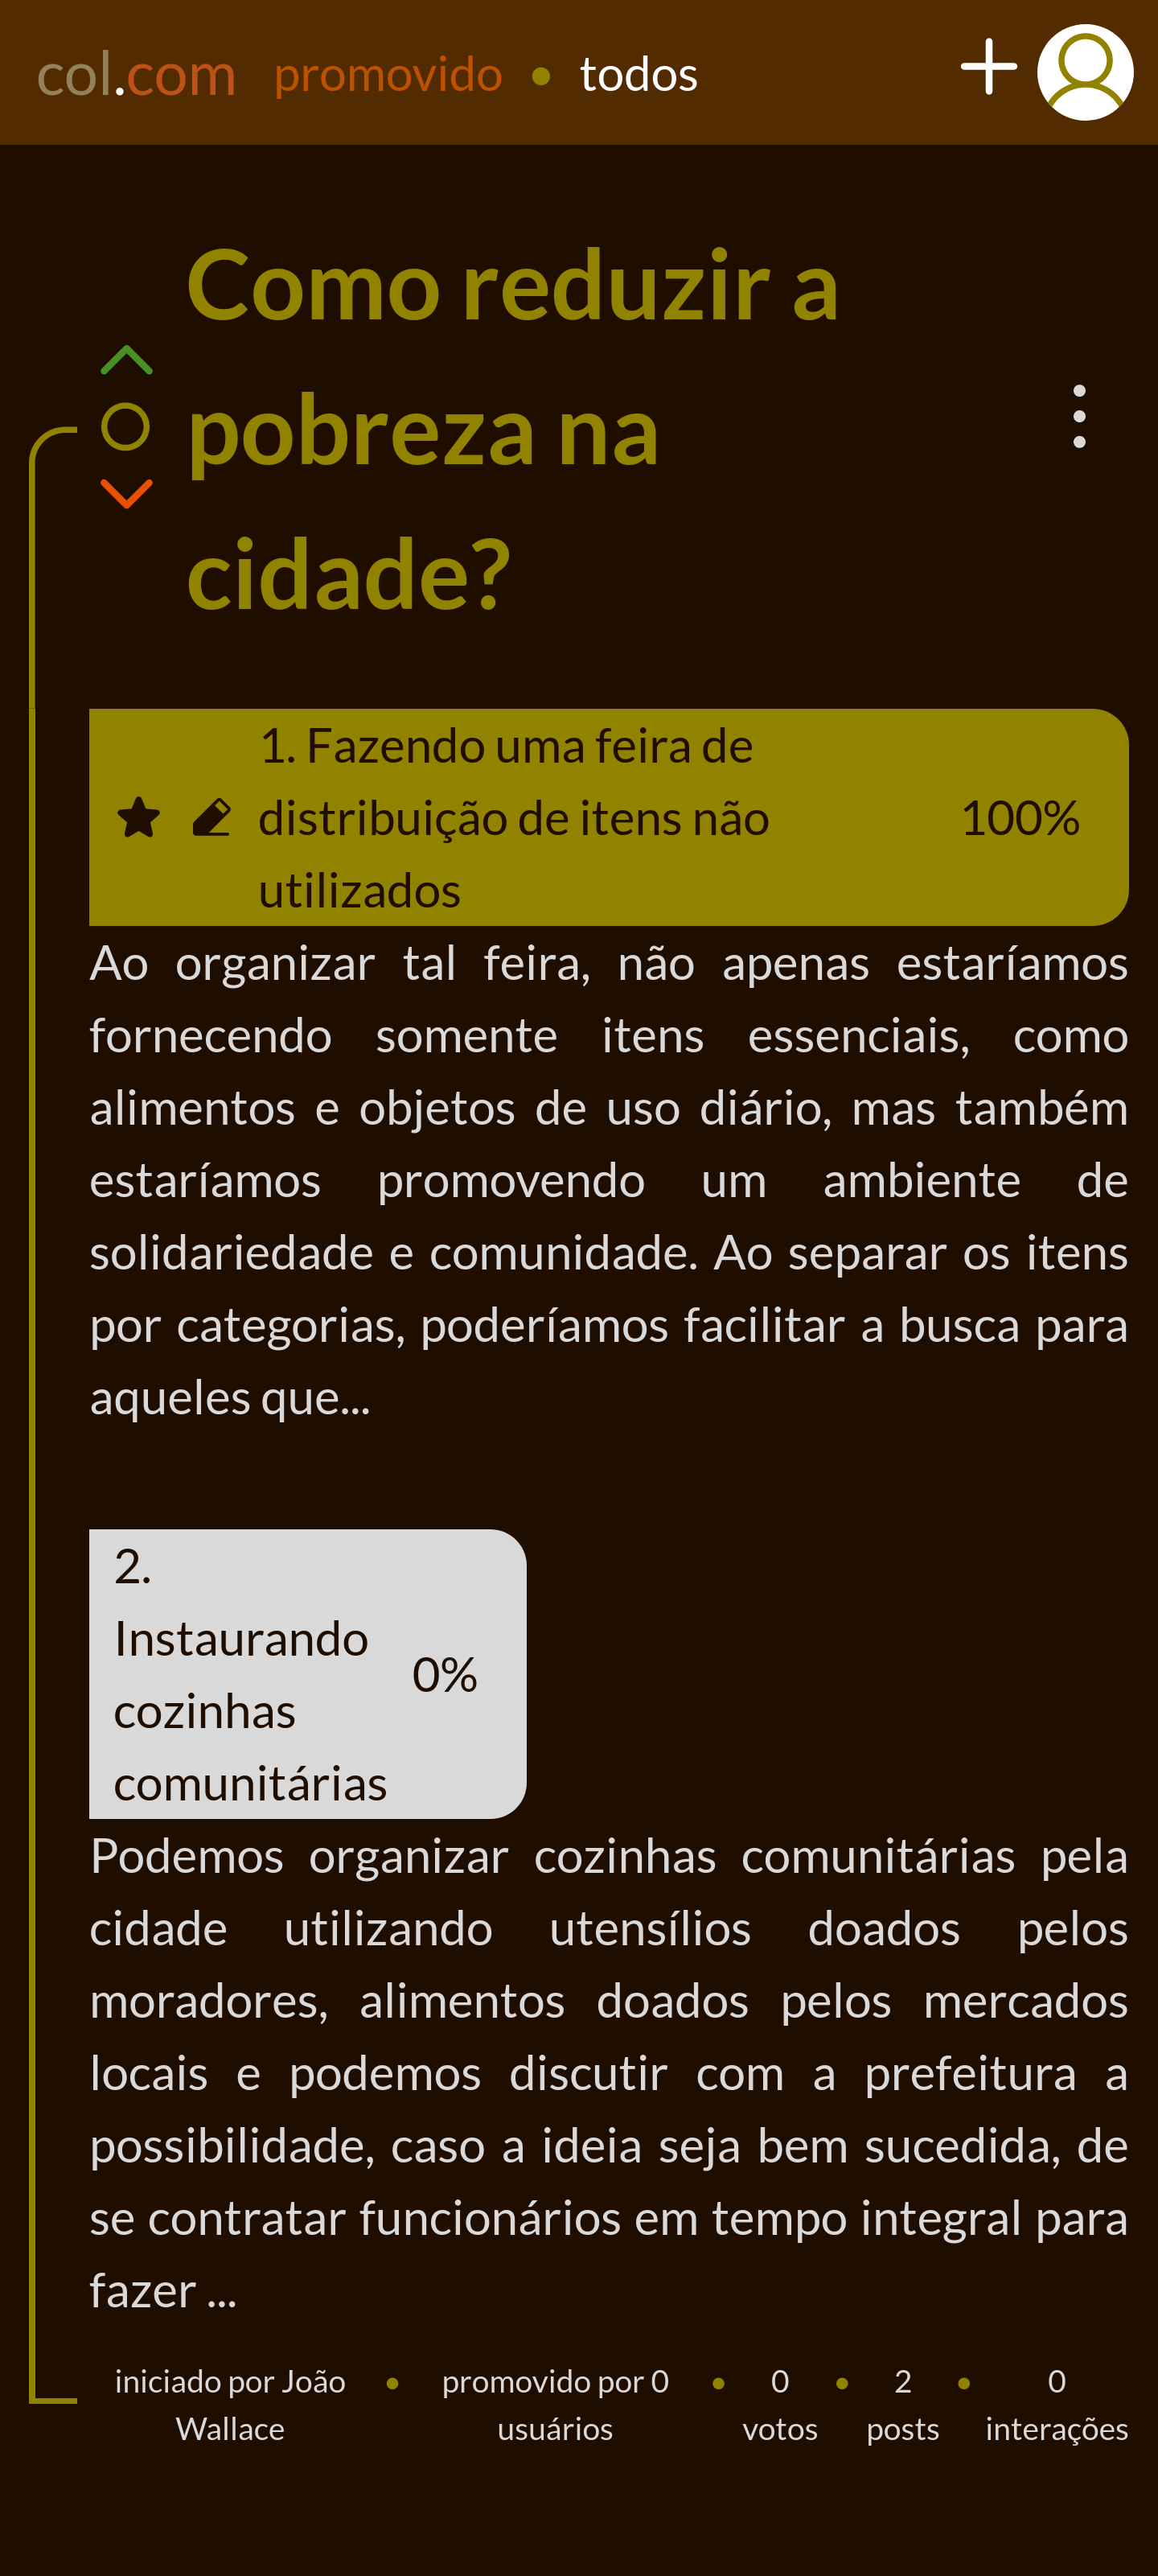 col.com promovido • todos
Como reduzir a
pobreza na
cidade?
1. Fazendo uma feira de
distribuição de itens não
utilizados
100%
Ao organizar tal feira, não apenas estaríamos
fornecendo somente itens essenciais, como
alimentos e objetos de uso diário, mas também
estaríamos promovendo um ambiente de
solidariedade e comunidade. Ao separar os itens
por categorias, poderíamos facilitar a busca para
aqueles que...
2.
Instaurando
cozinhas
comunitárias
0%
Podemos organizar cozinhas comunitárias pela
cidade utilizando utensílios doados pelos
moradores, alimentos doados pelos mercados
locais e podemos discutir com a prefeitura a
possibilidade, caso a ideia seja bem sucedida, de
se contratar funcionários em tempo integral para
fazer ...
iniciado por João
Wallace
•
promovido por 0
usuários
•
0
votos
•
2
posts
•
0
interações